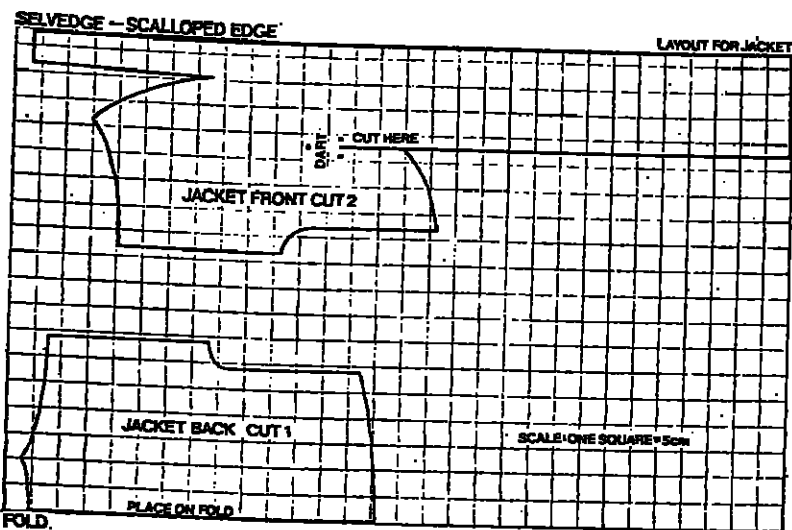 SELVEDGE — SCALLOPED EDGE
LAYOUT FOR JACKET
CUT HERE
DART
JACKET FRONT CUT 2
JACKET BACK CUT 1
SCALE: ONE SQUARE = 5cm
PLACE ON FOLD
FOLD.